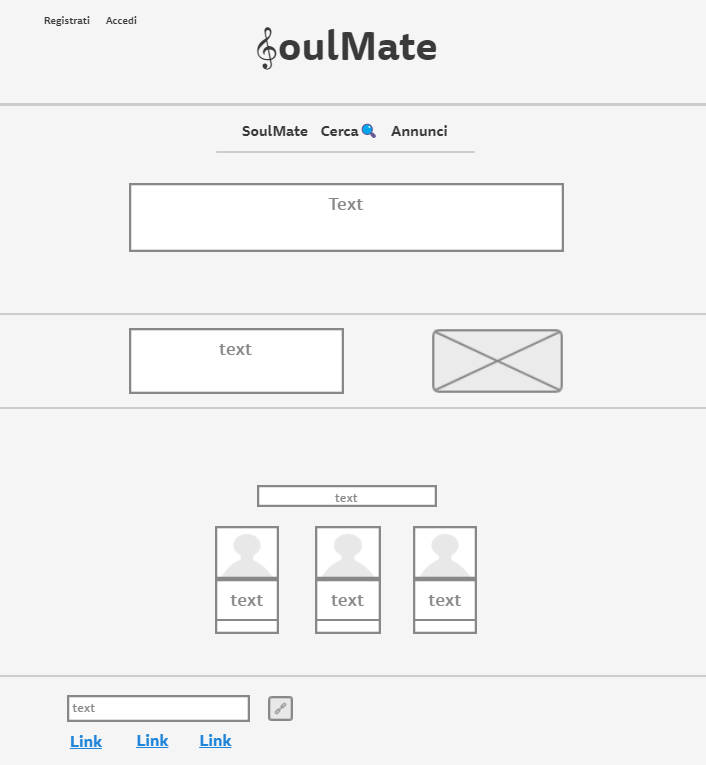 Registrati Accedi
𝄞oulMate
SoulMate Cerca🔍 Annunci
Text
text
text
text text text
text
Link Link Link